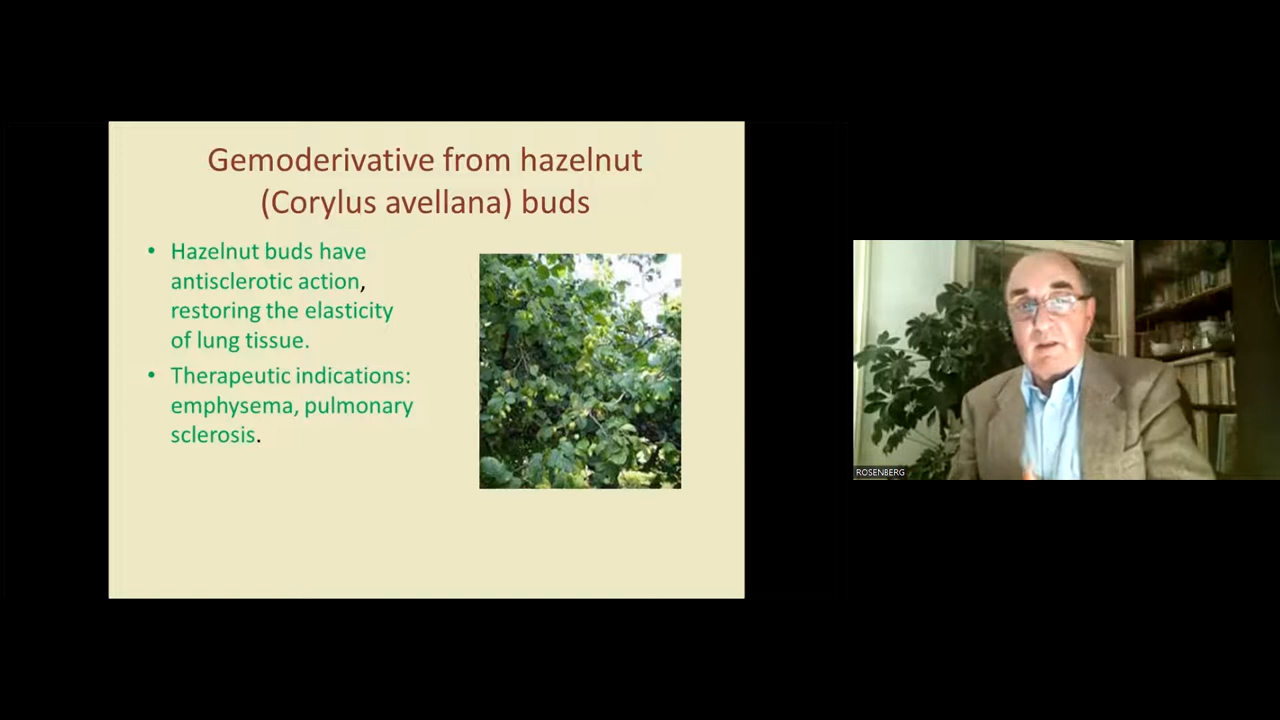 Gemoderivative from hazelnut
(Corylus avellana) buds
• Hazelnut buds have
antisclerotic action,
restoring the elasticity
of lung tissue.
• Therapeutic indications:
emphysema, pulmonary
sclerosis.
ROSENBERG